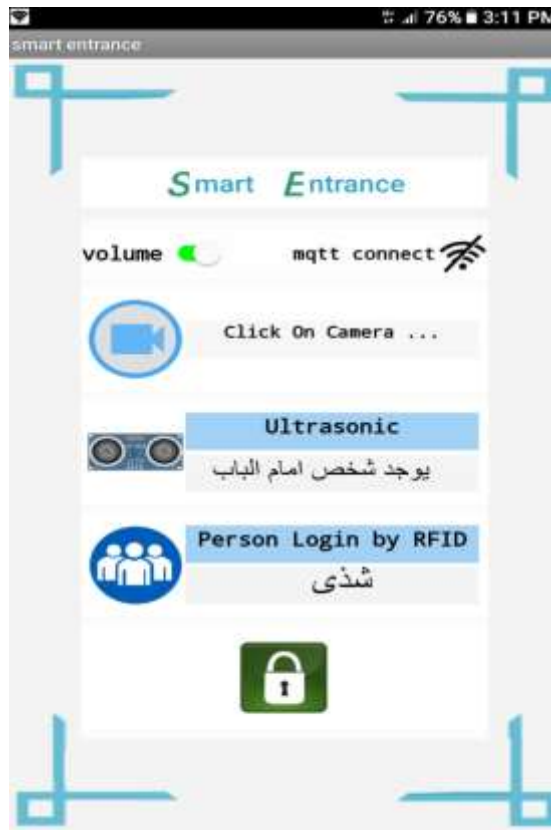 76% 3:11 PM
smart entrance
Smart Entrance
volume mqtt connect
Click On Camera ...
Ultrasonic
يوجد شخص امام الباب
Person Login by RFID
شذى